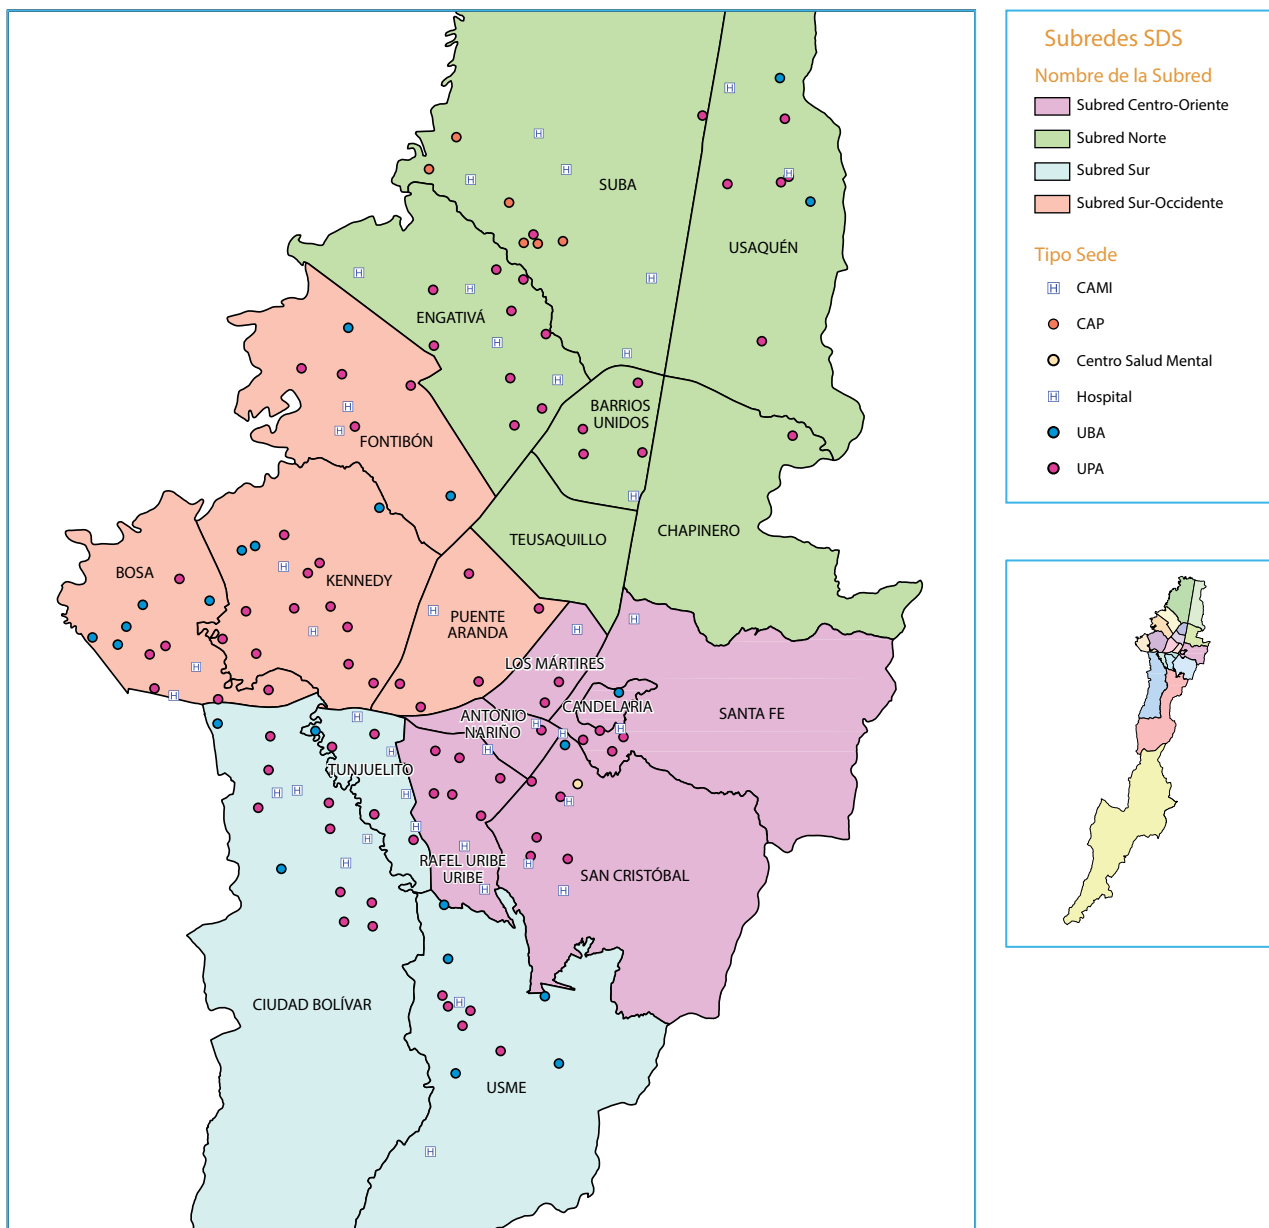 SUBA
USAQUÉN
ENGATIVÁ
BARRIOS
UNIDOS
FONTIBÓN
TEUSAQUILLO
CHAPINERO
BOSA
KENNEDY
PUENTE
ARANDA
LOS MÁRTIRES
ANTONIO
NARIÑO
CANDELARIA
SANTA FE
TUNJUELITO
RAFEL URIBE
URIBE
SAN CRISTÓBAL
CIUDAD BOLÍVAR
USME
Subredes SDS
Nombre de la Subred
Subred Centro-Oriente
Subred Norte
Subred Sur
Subred Sur-Occidente
Tipo Sede
H CAMI
CAP
Centro Salud Mental
H Hospital
UBA
UPA